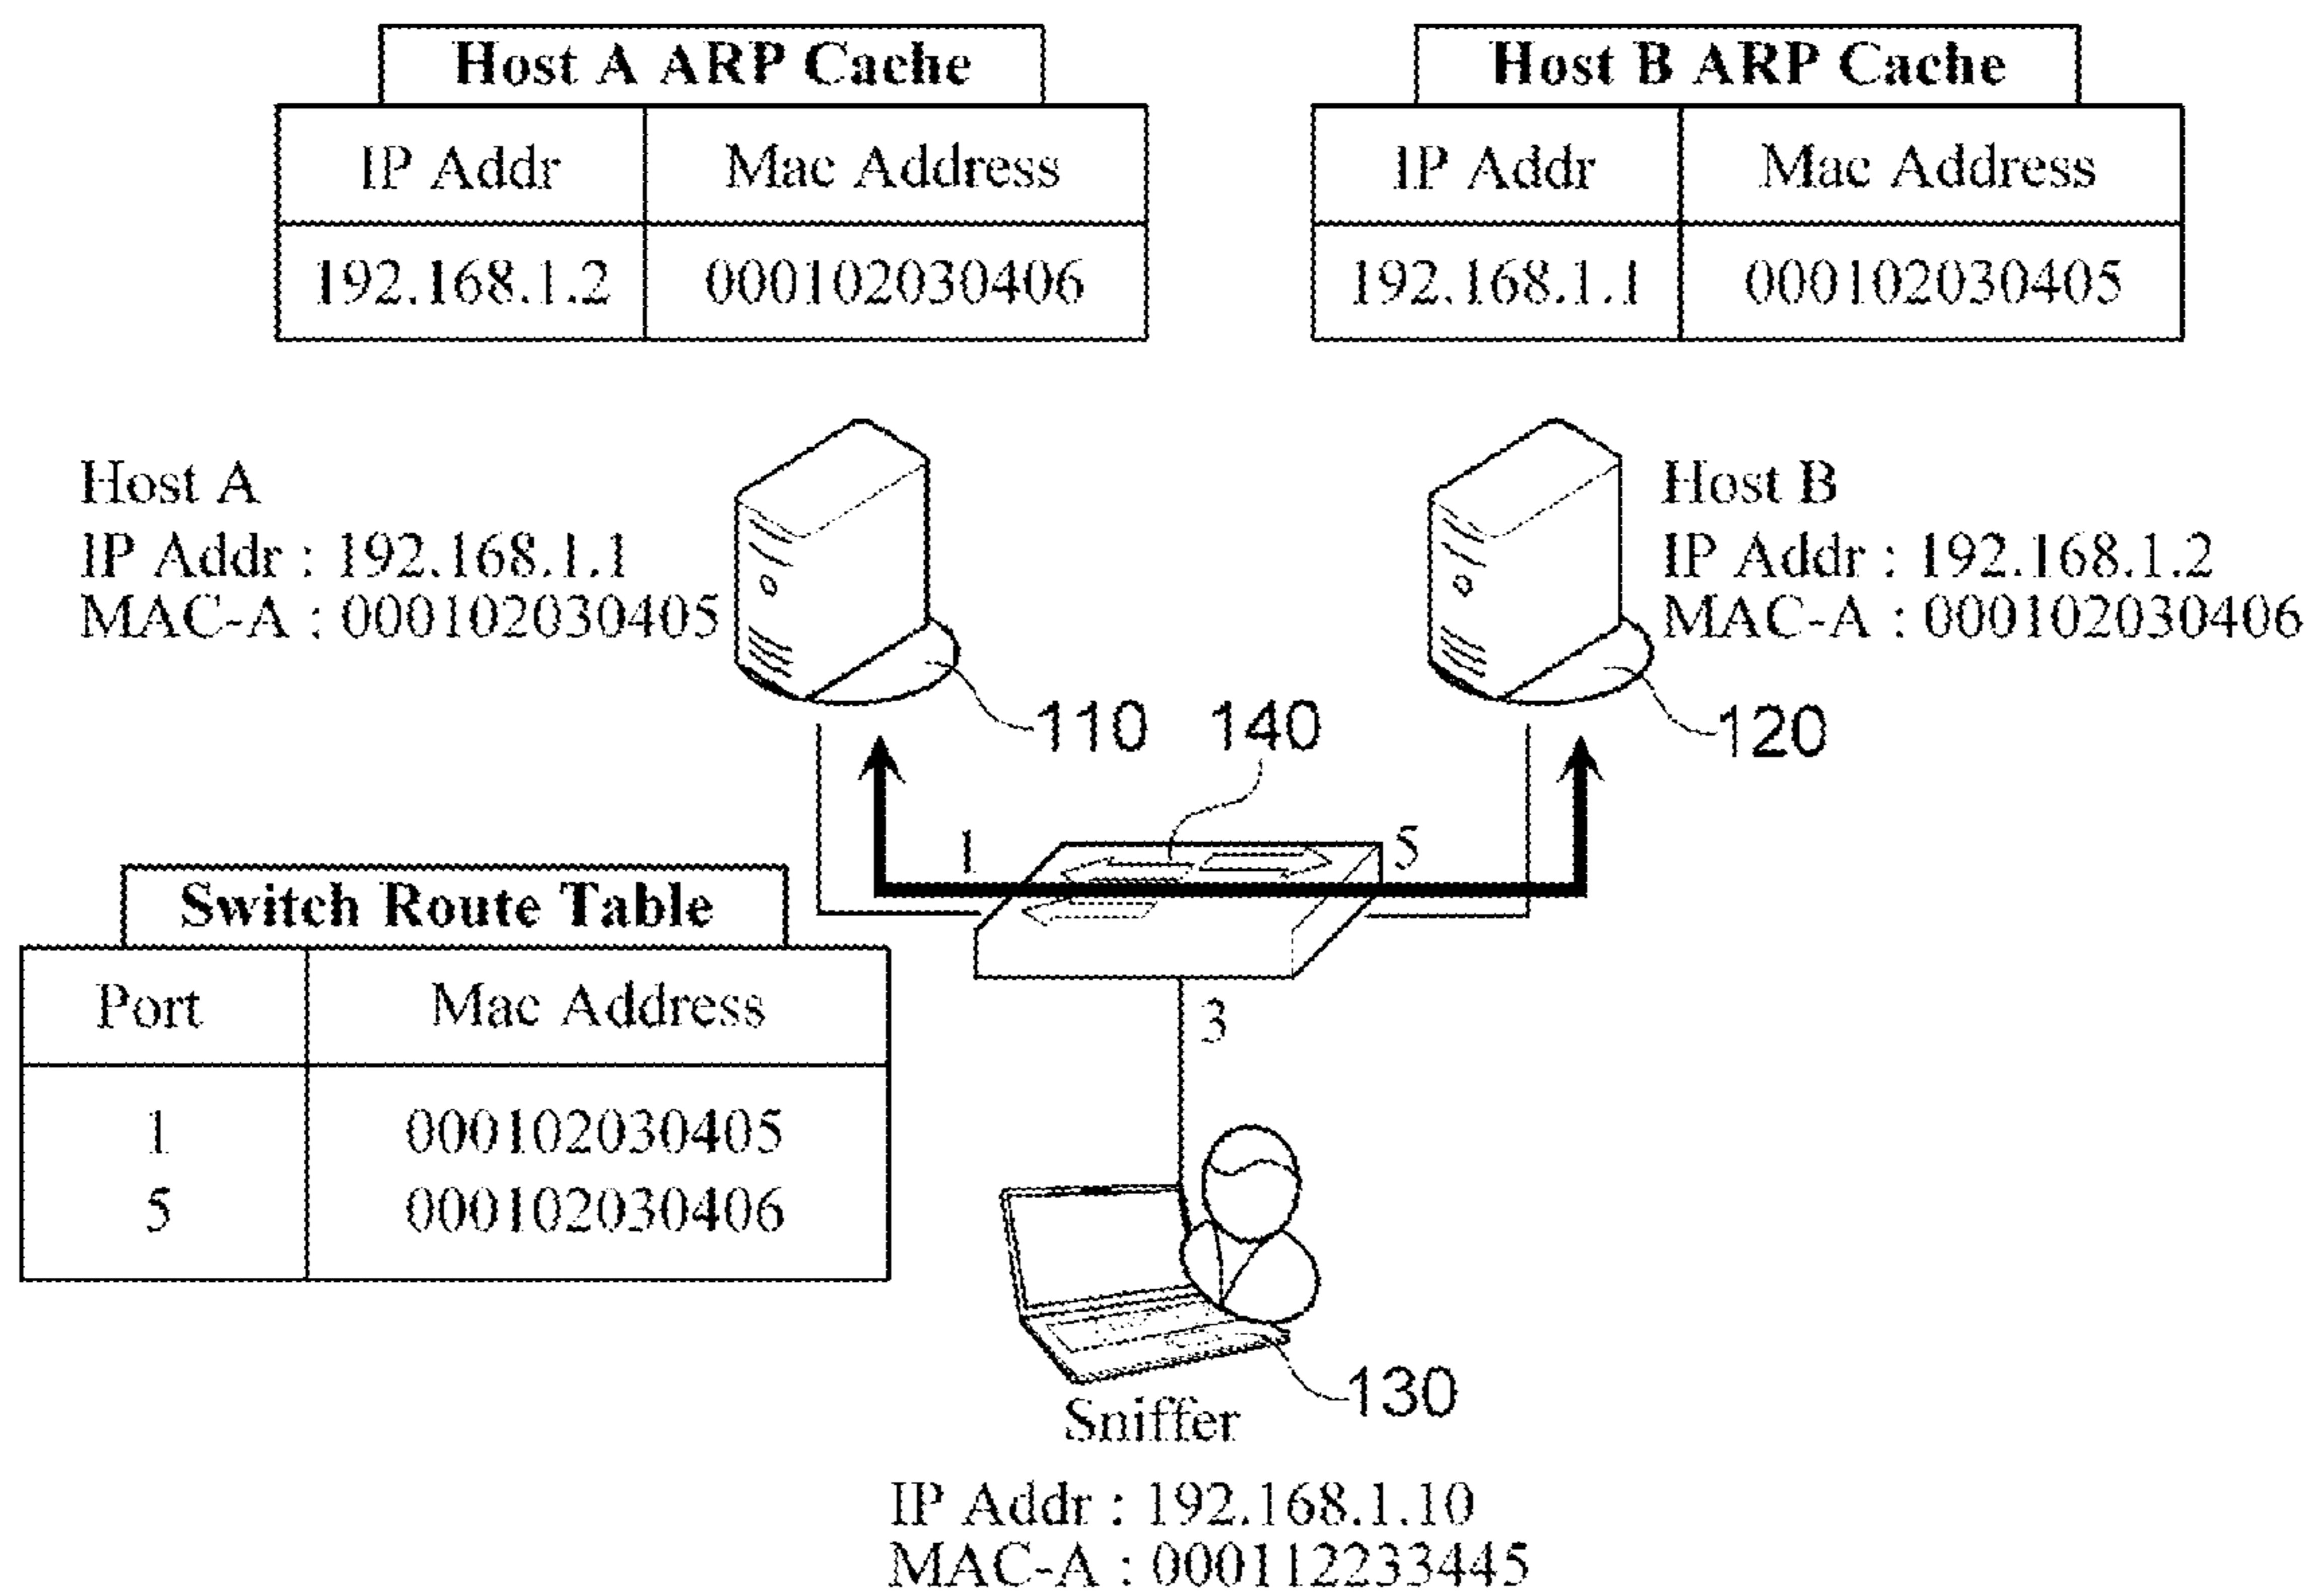 Host A ARP Cache
IP Addr Mac Address
192.168.1.2 000102030406
Host B ARP Cache
IP Addr Mac Address
192.168.1.1 000102030405
Host A
IP Addr : 192.168.1.1
MAC-A : 000102030405
Host B
IP Addr : 192.168.1.2
MAC-A : 000102030406
110
140
120
1
5
3
Switch Route Table
Port Mac Address
1 000102030405
5 000102030406
130
Sniffer
IP Addr : 192.168.1.10
MAC-A : 000112233445